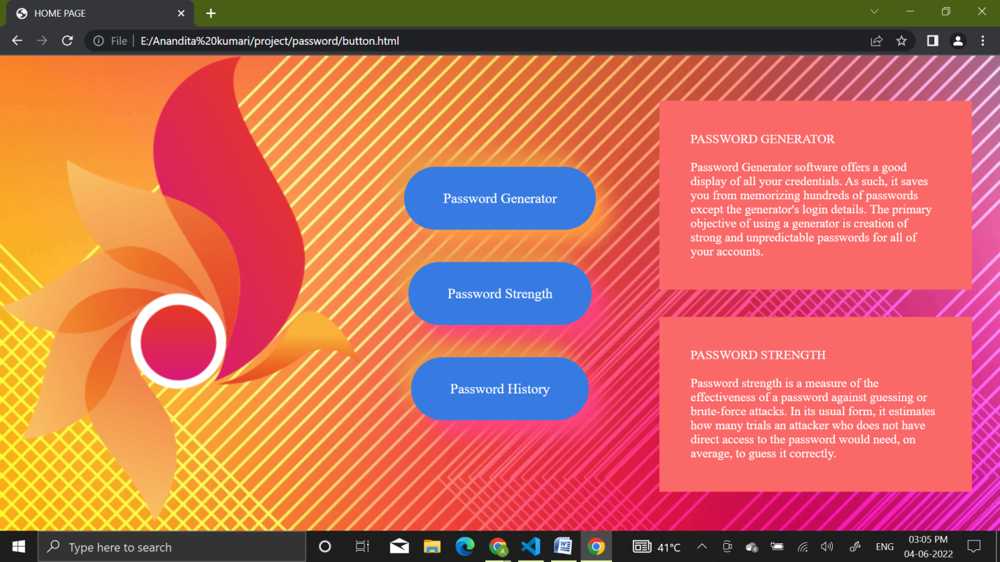 HOME PAGE
File
E:/Anandita%20kumari/project/password/button.html
Password Generator
Password Strength
Password History
PASSWORD GENERATOR
Password Generator software offers a good
display of all your credentials. As such, it saves
you from memorizing hundreds of passwords
except the generator's login details. The primary
objective of using a generator is creation of
strong and unpredictable passwords for all of
your accounts.
PASSWORD STRENGTH
Password strength is a measure of the
effectiveness of a password against guessing or
brute-force attacks. In its usual form, it estimates
how many trials an attacker who does not have
direct access to the password would need, on
average, to guess it correctly.
Type here to search
A
W
41°C
ENG
03:05 PM
04-06-2022